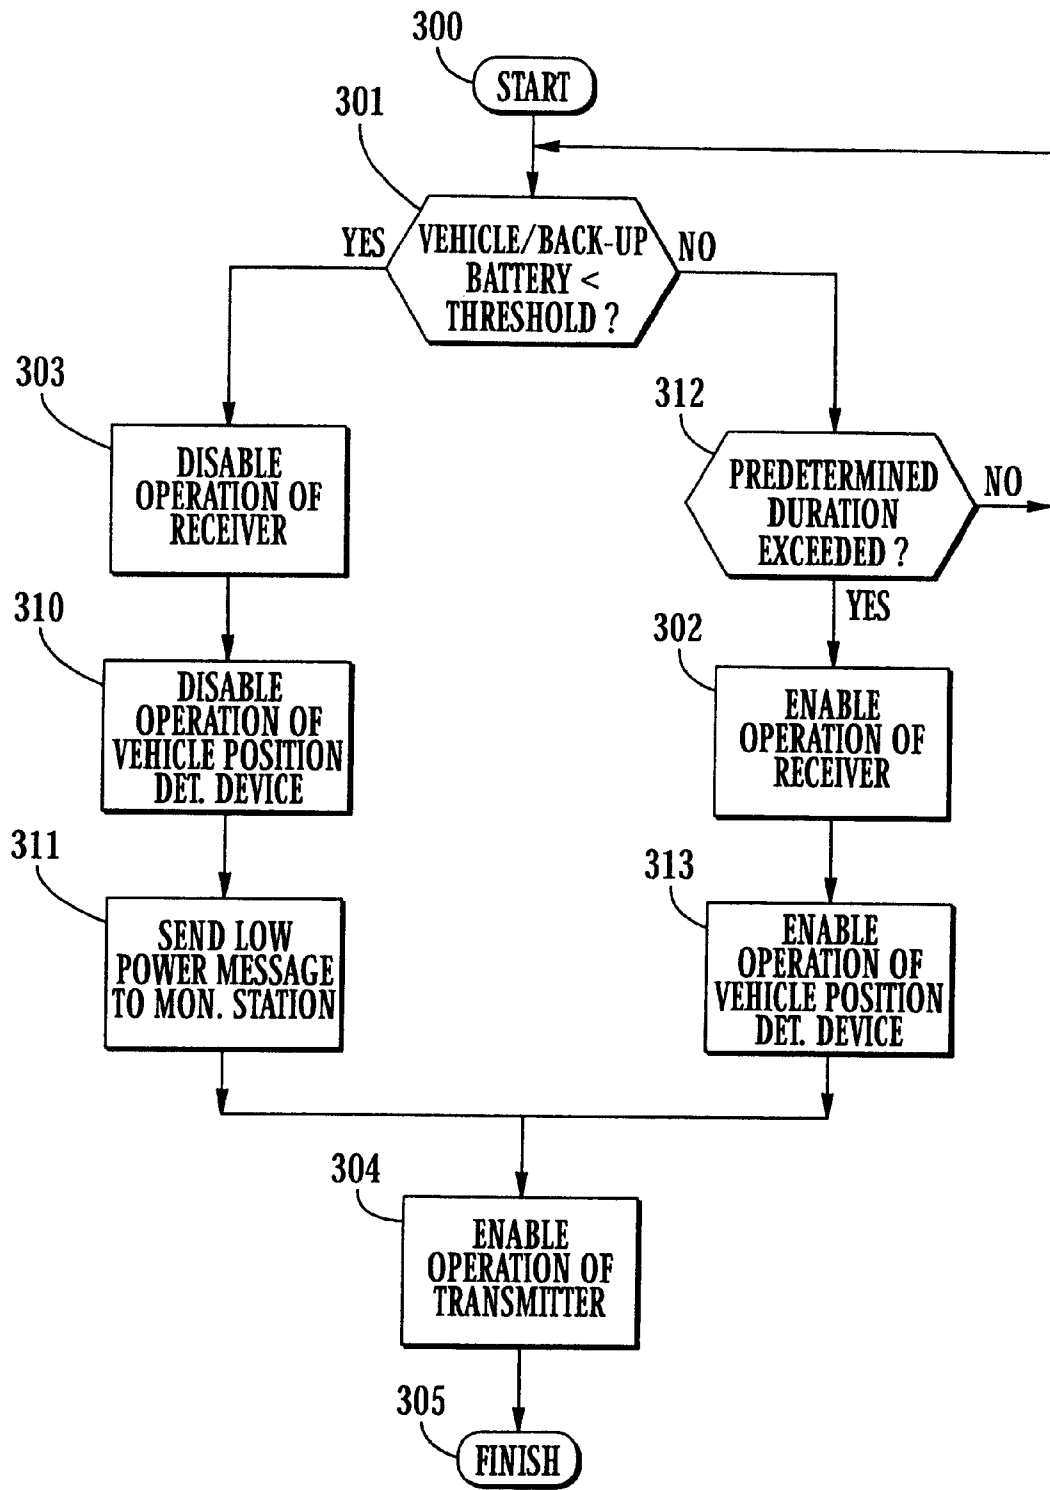 300
START
301
YES
VEHICLE/BACK-UP
BATTERY <
THRESHOLD ?
NO
303
DISABLE
OPERATION OF
RECEIVER
312
PREDETERMINED
DURATION
EXCEEDED ?
NO
YES
310
DISABLE
OPERATION OF
VEHICLE POSITION
DET. DEVICE
302
ENABLE
OPERATION OF
RECEIVER
311
SEND LOW
POWER MESSAGE
TO MON. STATION
313
ENABLE
OPERATION OF
VEHICLE POSITION
DET. DEVICE
304
ENABLE
OPERATION OF
TRANSMITTER
305
FINISH